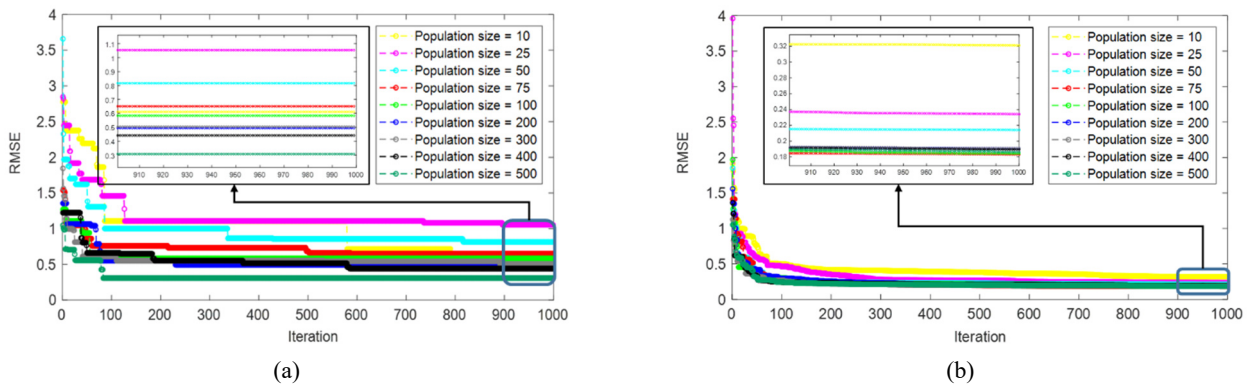 4
3.5
3
2.5
2
1.5
1
0.5
0
RMSE
0 100 200 300 400 500 600 700 800 900 1000
Iteration
1.1
1
0.9
0.8
0.7
0.6
0.5
0.4
0.3
910 920 930 940 950 960 970 980 990 1000
Population size = 10
Population size = 25
Population size = 50
Population size = 75
Population size = 100
Population size = 200
Population size = 300
Population size = 400
Population size = 500
(a)
4
3.5
3
2.5
2
1.5
1
0.5
0
RMSE
0 100 200 300 400 500 600 700 800 900 1000
Iteration
0.32
0.3
0.28
0.26
0.24
0.22
0.2
0.18
910 920 930 940 950 960 970 980 990 1000
Population size = 10
Population size = 25
Population size = 50
Population size = 75
Population size = 100
Population size = 200
Population size = 300
Population size = 400
Population size = 500
(b)